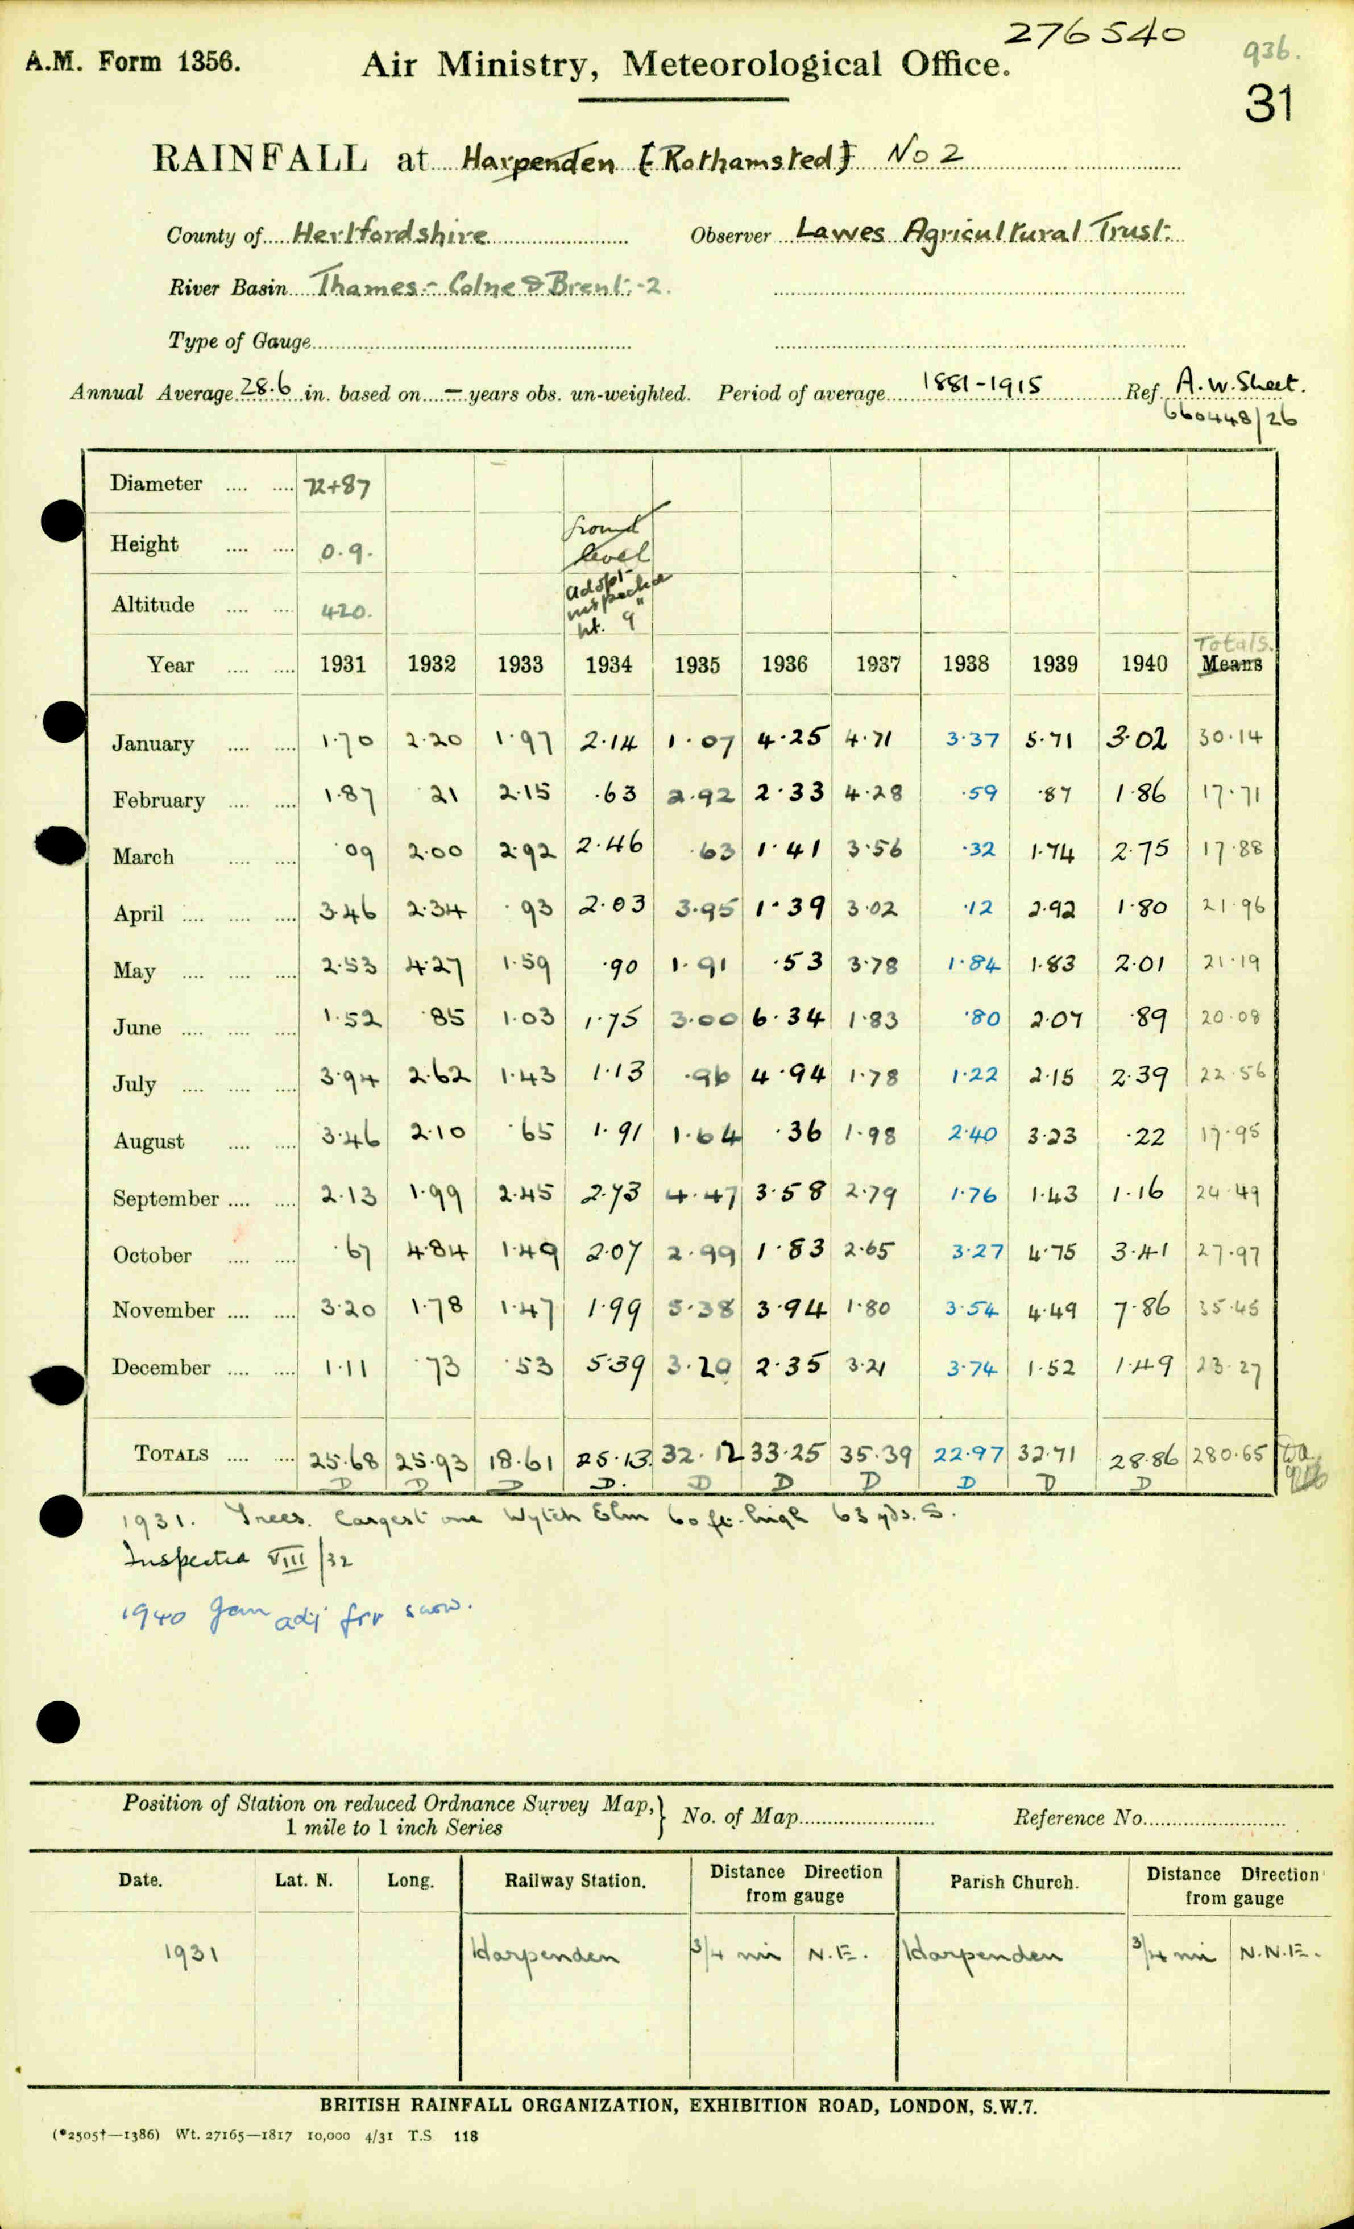 276540
936.
A.M. Form 1356.
Air Ministry, Meteorological Office.
31
RAINFALL at Harpenden [Rothamsted] No 2
County of Hertfordshire Observer Lawes Agricultural Trust.
River Basin Thames - Colne & Brent. -2.
Type of Gauge
Annual Average 28.6 in. based on — years obs. un-weighted. Period of average 1881-1915 Ref. A.W. Sheet.
660448/26
Diameter .... .... 72+87
Height .... .... 0.9. Ground level
Altitude .... .... 420. adopt inspected ht. 9"
Totals.
Year .... .... 1931 1932 1933 1934 1935 1936 1937 1938 1939 1940 Means
January .... .... 1.70 2.20 1.97 2.14 1.07 4.25 4.71 3.37 5.71 3.02 30.14
February .... .... 1.87 .21 2.15 .63 2.92 2.33 4.28 .59 .87 1.86 17.71
March .... .... .09 2.00 2.92 2.46 .63 1.41 3.56 .32 1.74 2.75 17.88
April .... .... .... 3.46 2.34 .93 2.03 3.95 1.39 3.02 .12 2.92 1.80 21.96
May .... .... .... 2.53 4.27 1.59 .90 1.91 .53 3.78 1.84 1.83 2.01 21.19
June .... .... .... 1.52 .85 1.03 1.75 3.00 6.34 1.83 .80 2.07 .89 20.08
July .... .... .... 3.94 2.62 1.43 1.13 .96 4.94 1.78 1.22 2.15 2.39 22.56
August .... .... 3.46 2.10 .65 1.91 1.64 .36 1.98 2.40 3.23 .22 17.95
September .... .... 2.13 1.99 2.45 2.73 4.47 3.58 2.79 1.76 1.43 1.16 24.49
October .... .... .67 4.84 1.49 2.07 2.99 1.83 2.65 3.27 4.75 3.41 27.97
November .... .... 3.20 1.78 1.47 1.99 5.38 3.94 1.80 3.54 4.49 7.86 35.45
December .... .... 1.11 .73 .53 5.39 3.20 2.35 3.21 3.74 1.52 1.49 23.27
TOTALS .... .... 25.68 25.93 18.61 25.13. 32.12 33.25 35.39 22.97 32.71 28.86 280.65
D D D D. D D D D D D
1931. Trees. Largest one Wytch Elm 60 ft. high 63 yds. S.
Inspected VIII/32
1940 Jan adj for snow.
Position of Station on reduced Ordnance Survey Map, 1 mile to 1 inch Series } No. of Map Reference No.
Date. Lat. N. Long. Railway Station. Distance Direction from gauge Parish Church. Distance Direction from gauge
1931 Harpenden 3/4 mi N.E. Harpenden 3/4 mi N.N.E.
BRITISH RAINFALL ORGANIZATION, EXHIBITION ROAD, LONDON, S.W.7.
(*2505†—1386) Wt. 27165—1817 10,000 4/31 T.S 118